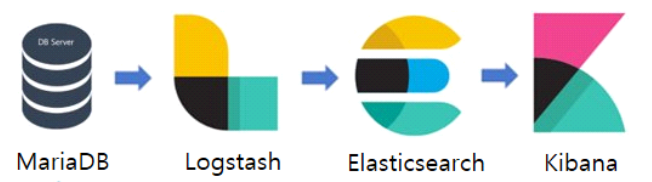 DB Server
MariaDB
Logstash
Elasticsearch
Kibana